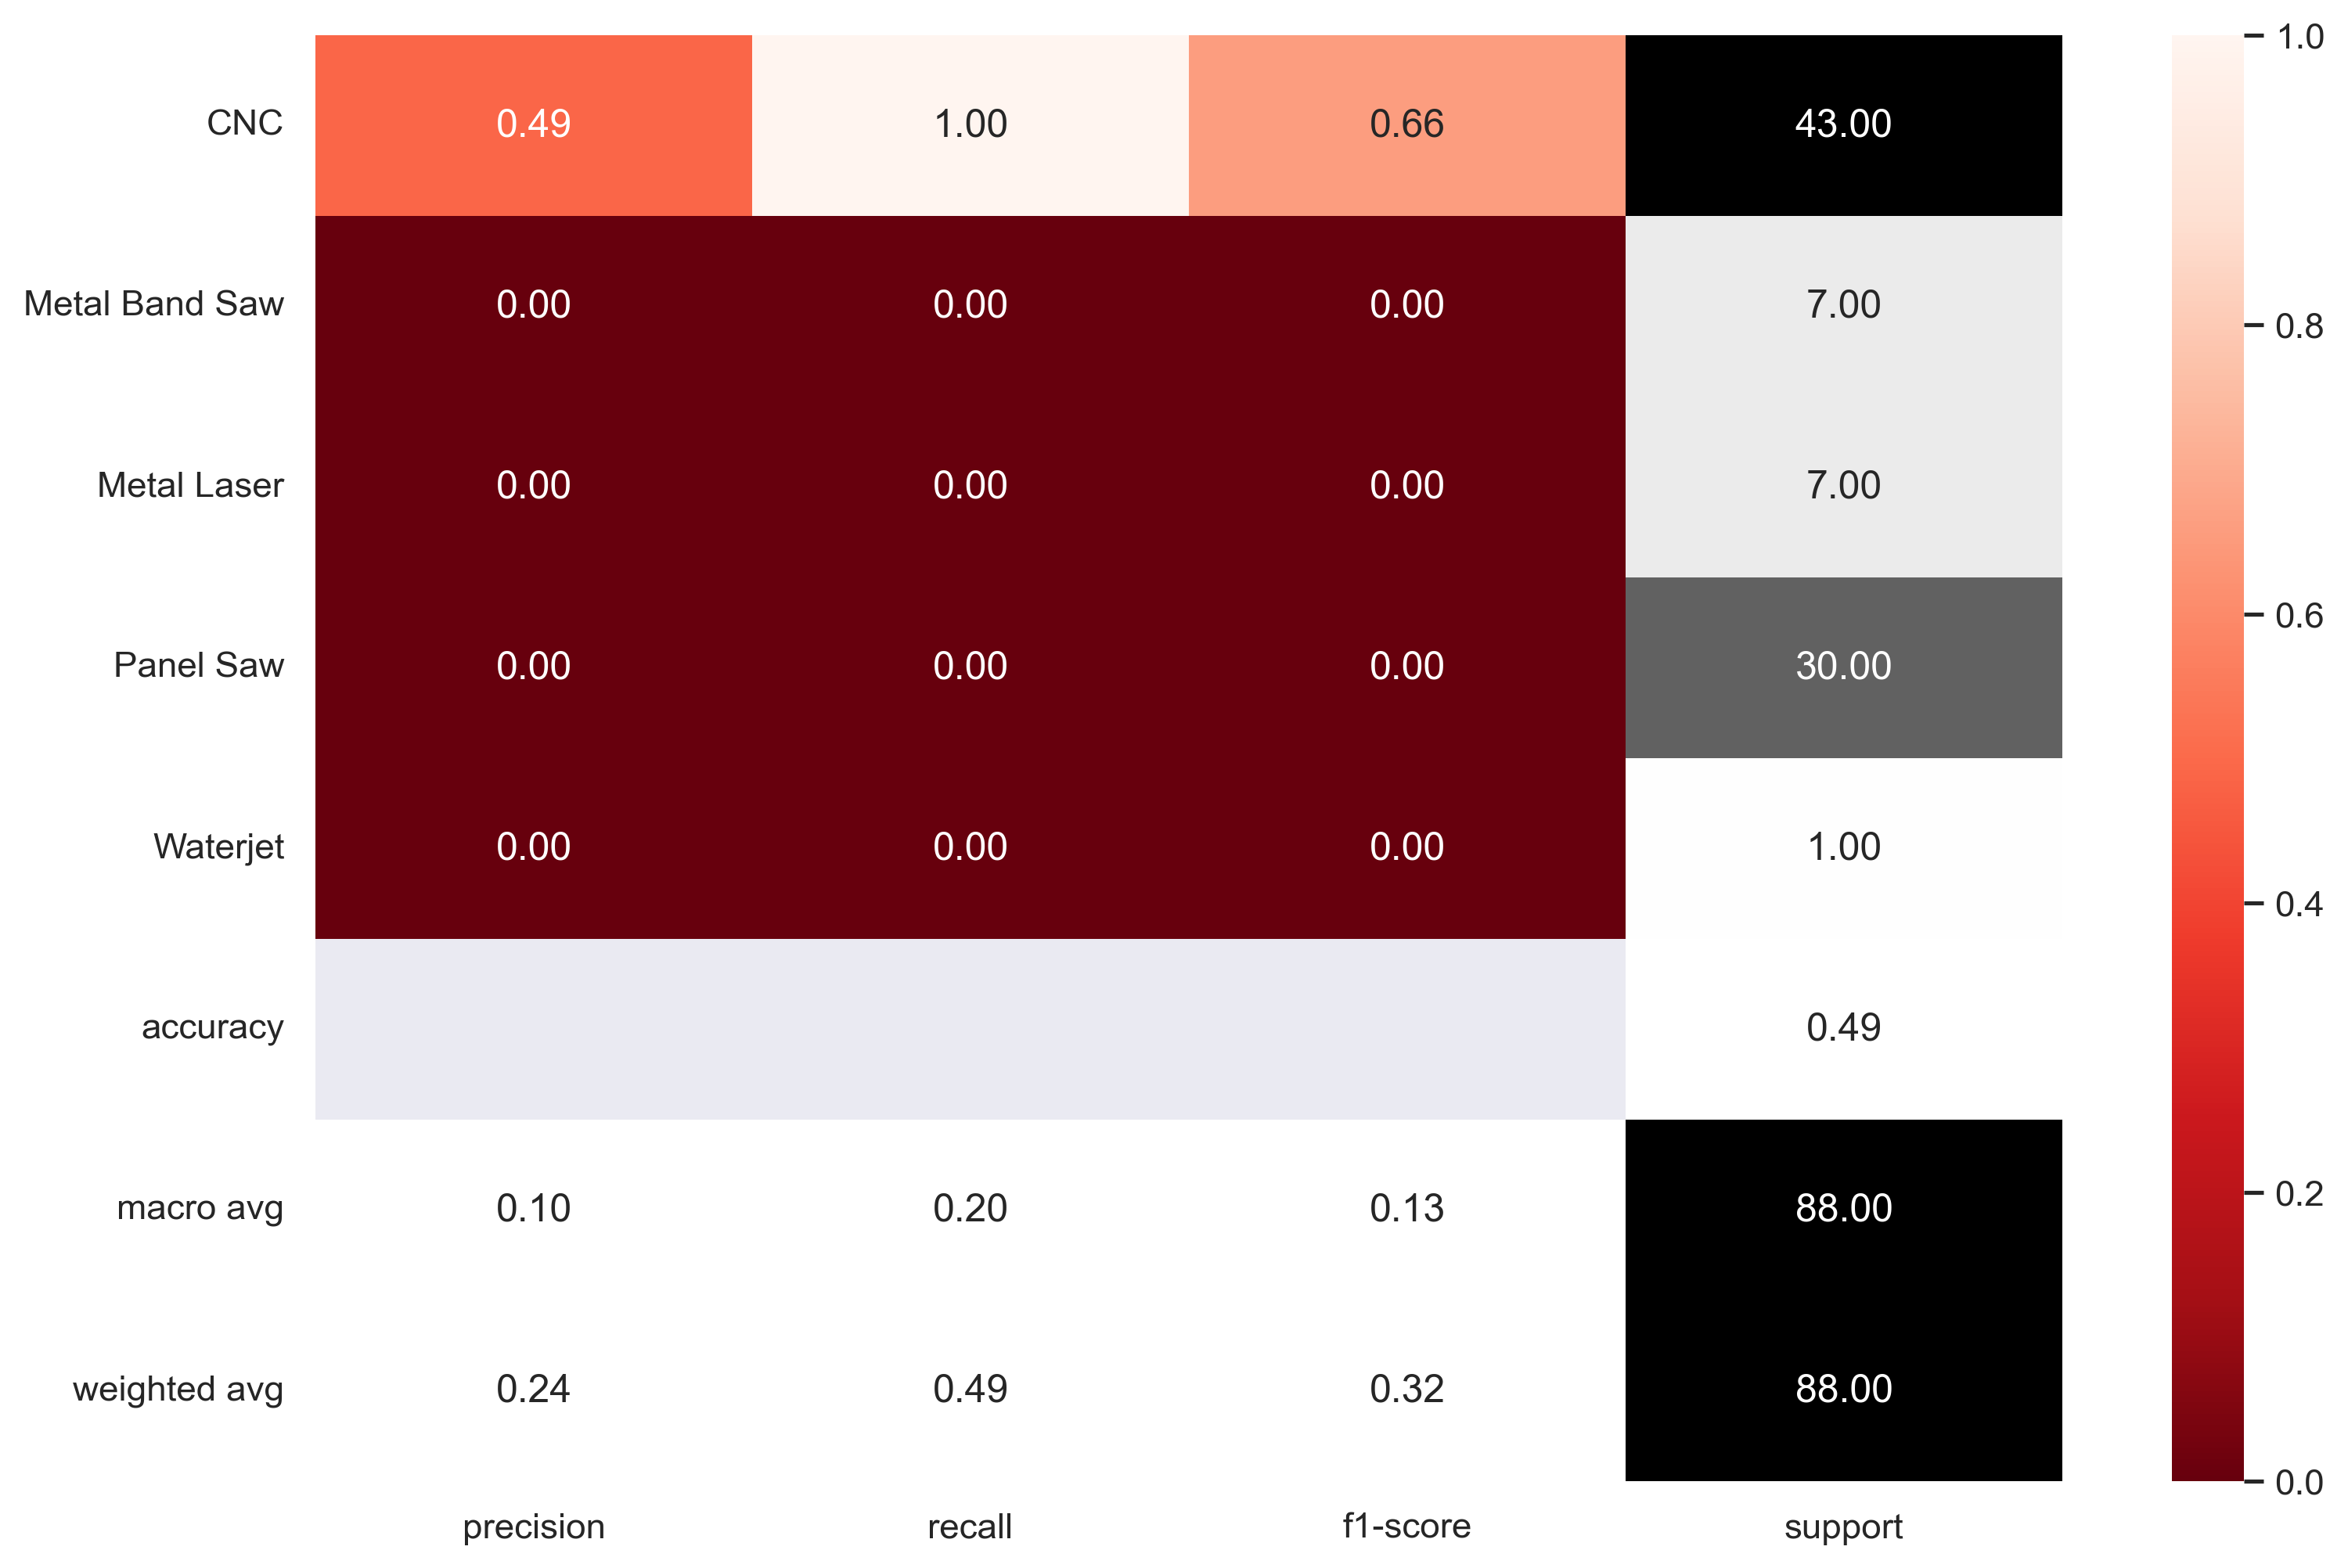 CNC 0.49 1.00 0.66 43.00
Metal Band Saw 0.00 0.00 0.00 7.00
Metal Laser 0.00 0.00 0.00 7.00
Panel Saw 0.00 0.00 0.00 30.00
Waterjet 0.00 0.00 0.00 1.00
accuracy 0.49
macro avg 0.10 0.20 0.13 88.00
weighted avg 0.24 0.49 0.32 88.00
precision recall f1-score support
1.0
0.8
0.6
0.4
0.2
0.0